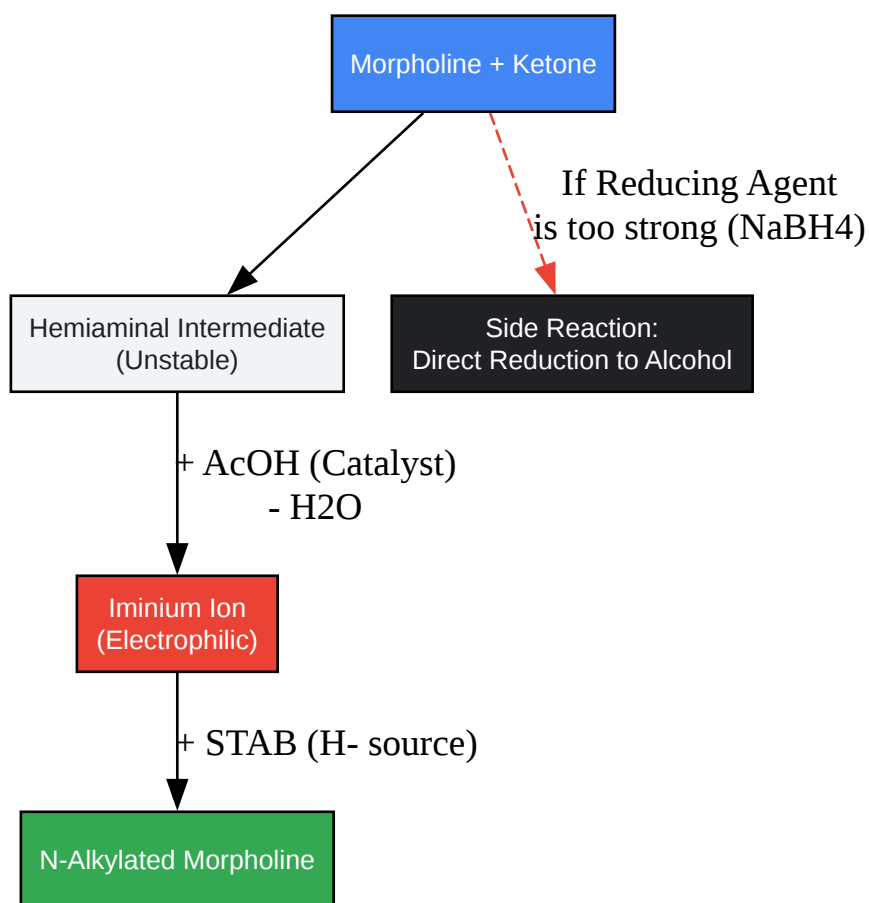 Morpholine + Ketone
If Reducing Agent
is too strong (NaBH4)
Hemiaminal Intermediate
(Unstable)
Side Reaction:
Direct Reduction to Alcohol
+ AcOH (Catalyst)
- H2O
Iminium Ion
(Electrophilic)
+ STAB (H- source)
N-Alkylated Morpholine